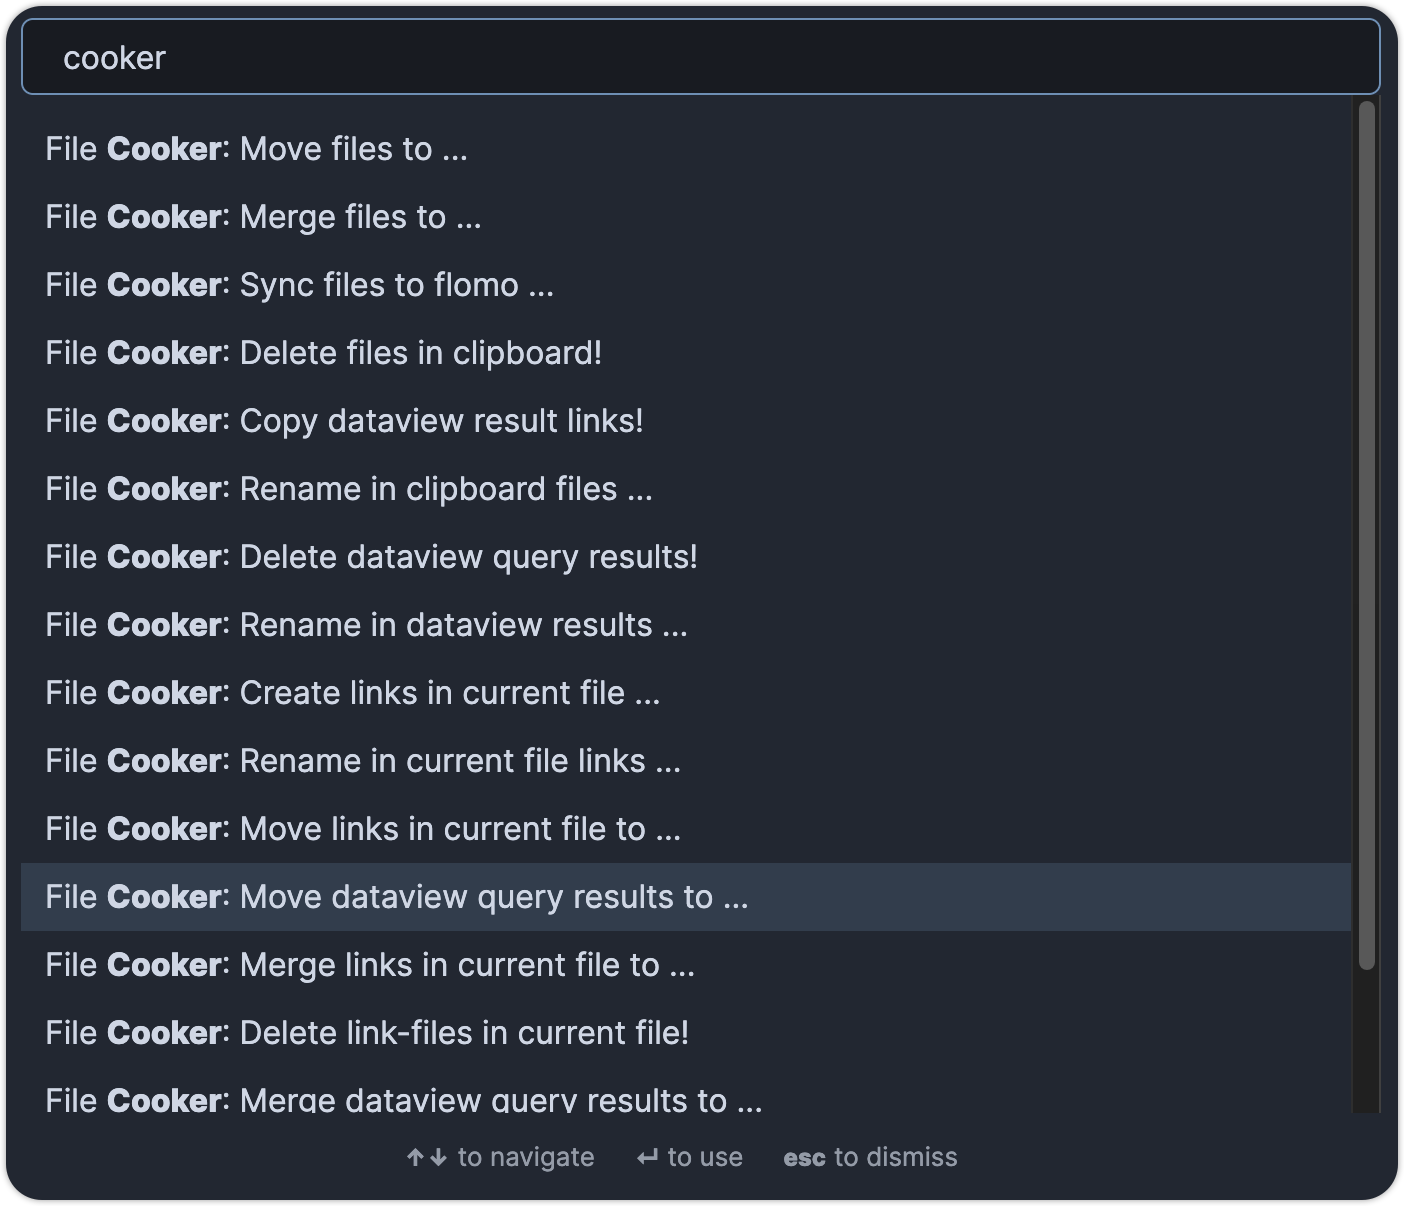 cooker
File Cooker: Move files to ...
File Cooker: Merge files to ...
File Cooker: Sync files to flomo ...
File Cooker: Delete files in clipboard!
File Cooker: Copy dataview result links!
File Cooker: Rename in clipboard files ...
File Cooker: Delete dataview query results!
File Cooker: Rename in dataview results ...
File Cooker: Create links in current file ...
File Cooker: Rename in current file links ...
File Cooker: Move links in current file to ...
File Cooker: Move dataview query results to ...
File Cooker: Merge links in current file to ...
File Cooker: Delete link-files in current file!
File Cooker: Merge dataview query results to ...
↑↓ to navigate ↵ to use esc to dismiss